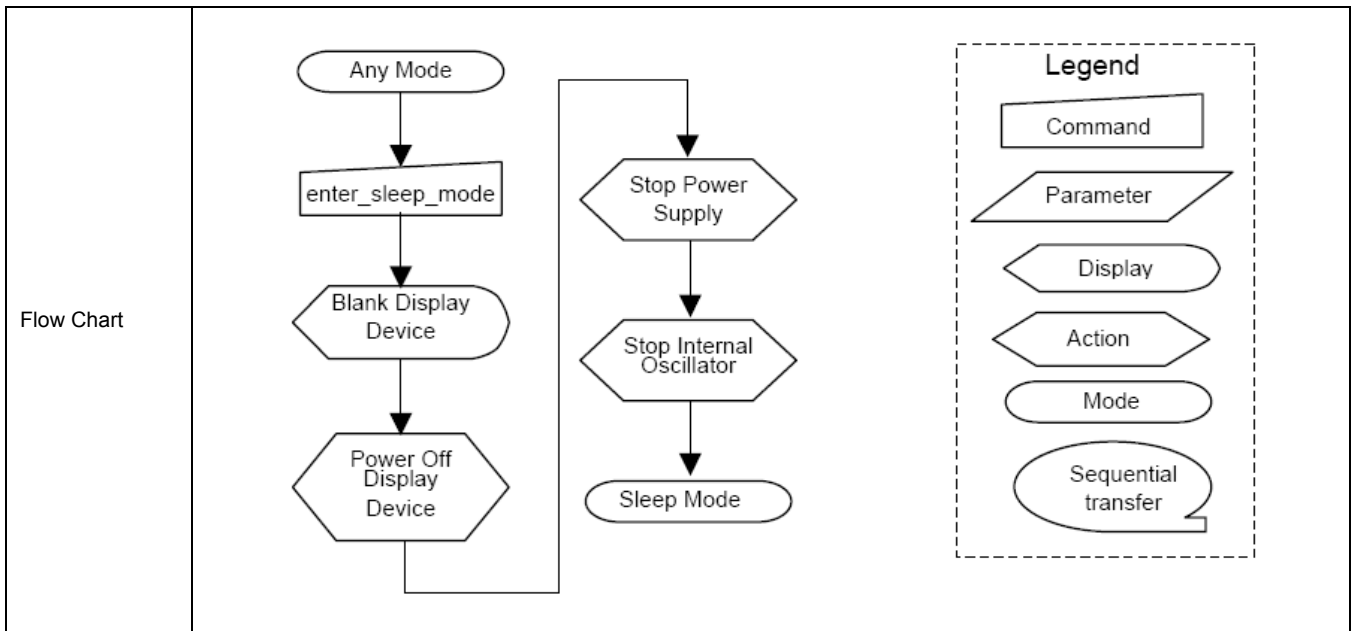 Flow Chart
Any Mode
enter_sleep_mode
Blank Display
Device
Power Off
Display
Device
Stop Power
Supply
Stop Internal
Oscillator
Sleep Mode
Legend
Command
Parameter
Display
Action
Mode
Sequential
transfer